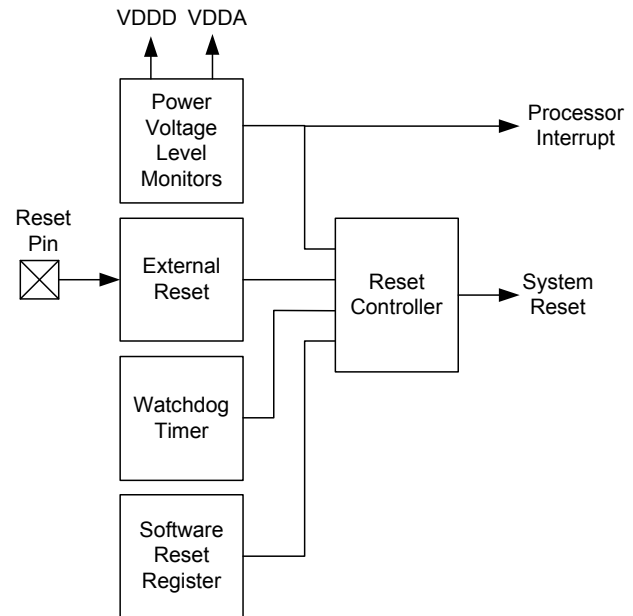 VDDD VDDA
Power
Voltage
Level
Monitors
Processor
Interrupt
Reset
Pin
External
Reset
Reset
Controller
System
Reset
Watchdog
Timer
Software
Reset
Register